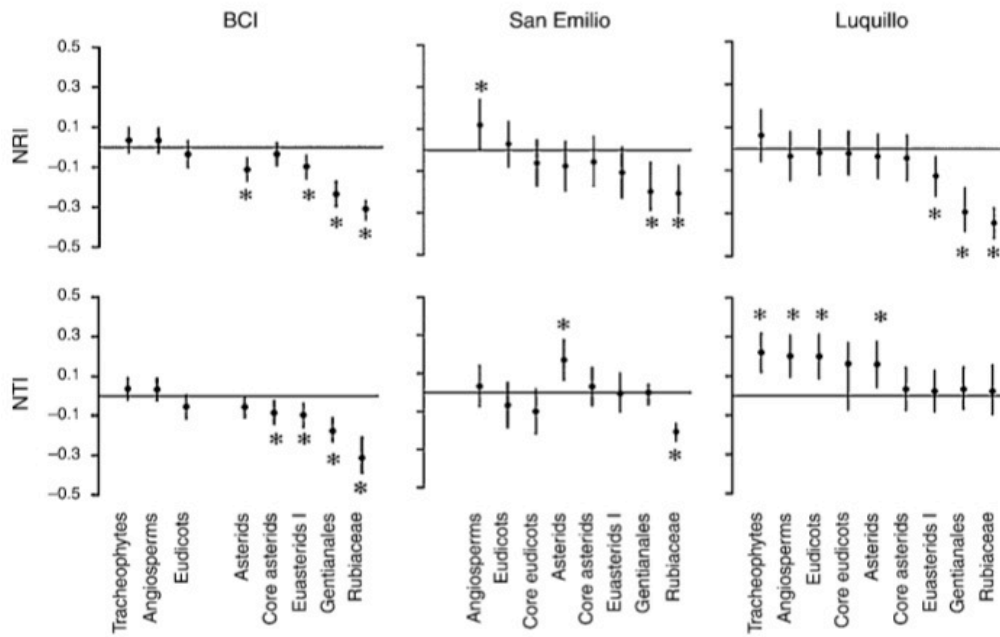 BCI San Emilio Luquillo
NRI
0.5
0.3
0.1
−0.1
−0.3
−0.5
* * * *
* * *
* * *
NTI
0.5
0.3
0.1
−0.1
−0.3
−0.5
* * * *
* *
* * * *
Tracheophytes
Angiosperms
Eudicots
Asterids
Core asterids
Euasterids I
Gentianales
Rubiaceae
Angiosperms
Eudicots
Core eudicots
Asterids
Core asterids
Euasterids I
Gentianales
Rubiaceae
Tracheophytes
Angiosperms
Eudicots
Core eudicots
Asterids
Core asterids
Euasterids I
Gentianales
Rubiaceae